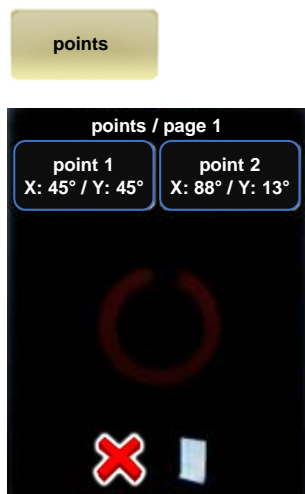 points
points / page 1
point 1
X: 45° / Y: 45°
point 2
X: 88° / Y: 13°